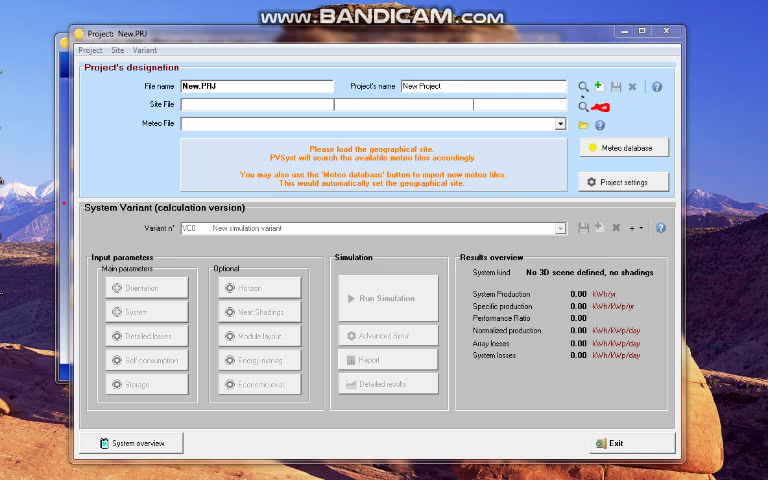 www.BANDICAM.com
Project: New.PRJ
Project Site Variant
Project's designation
File name New.PRJ Project's name New Project
Site File
Meteo File
Please load the geographical site.
PVSyst will search the available meteo files accordingly.
You may also use the 'Meteo database' button to import new meteo files.
This would automatically set the geographical site.
Meteo database
Project settings
System Variant (calculation version)
Variant n° VC0 : New simulation variant
Input parameters
Main parameters
Orientation
System
Detailed losses
Self consumption
Storage
Optional
Horizon
Near Shadings
Module layout
Energy manag.
Economic eval.
Simulation
Run Simulation
Advanced Simul.
Report
Detailed results
Results overview
System kind No 3D scene defined, no shadings
System Production 0.00 kWh/yr
Specific production 0.00 kWh/kWp/yr
Performance Ratio 0.00
Normalized production 0.00 kWh/kWp/day
Array losses 0.00 kWh/kWp/day
System losses 0.00 kWh/kWp/day
System overview
Exit